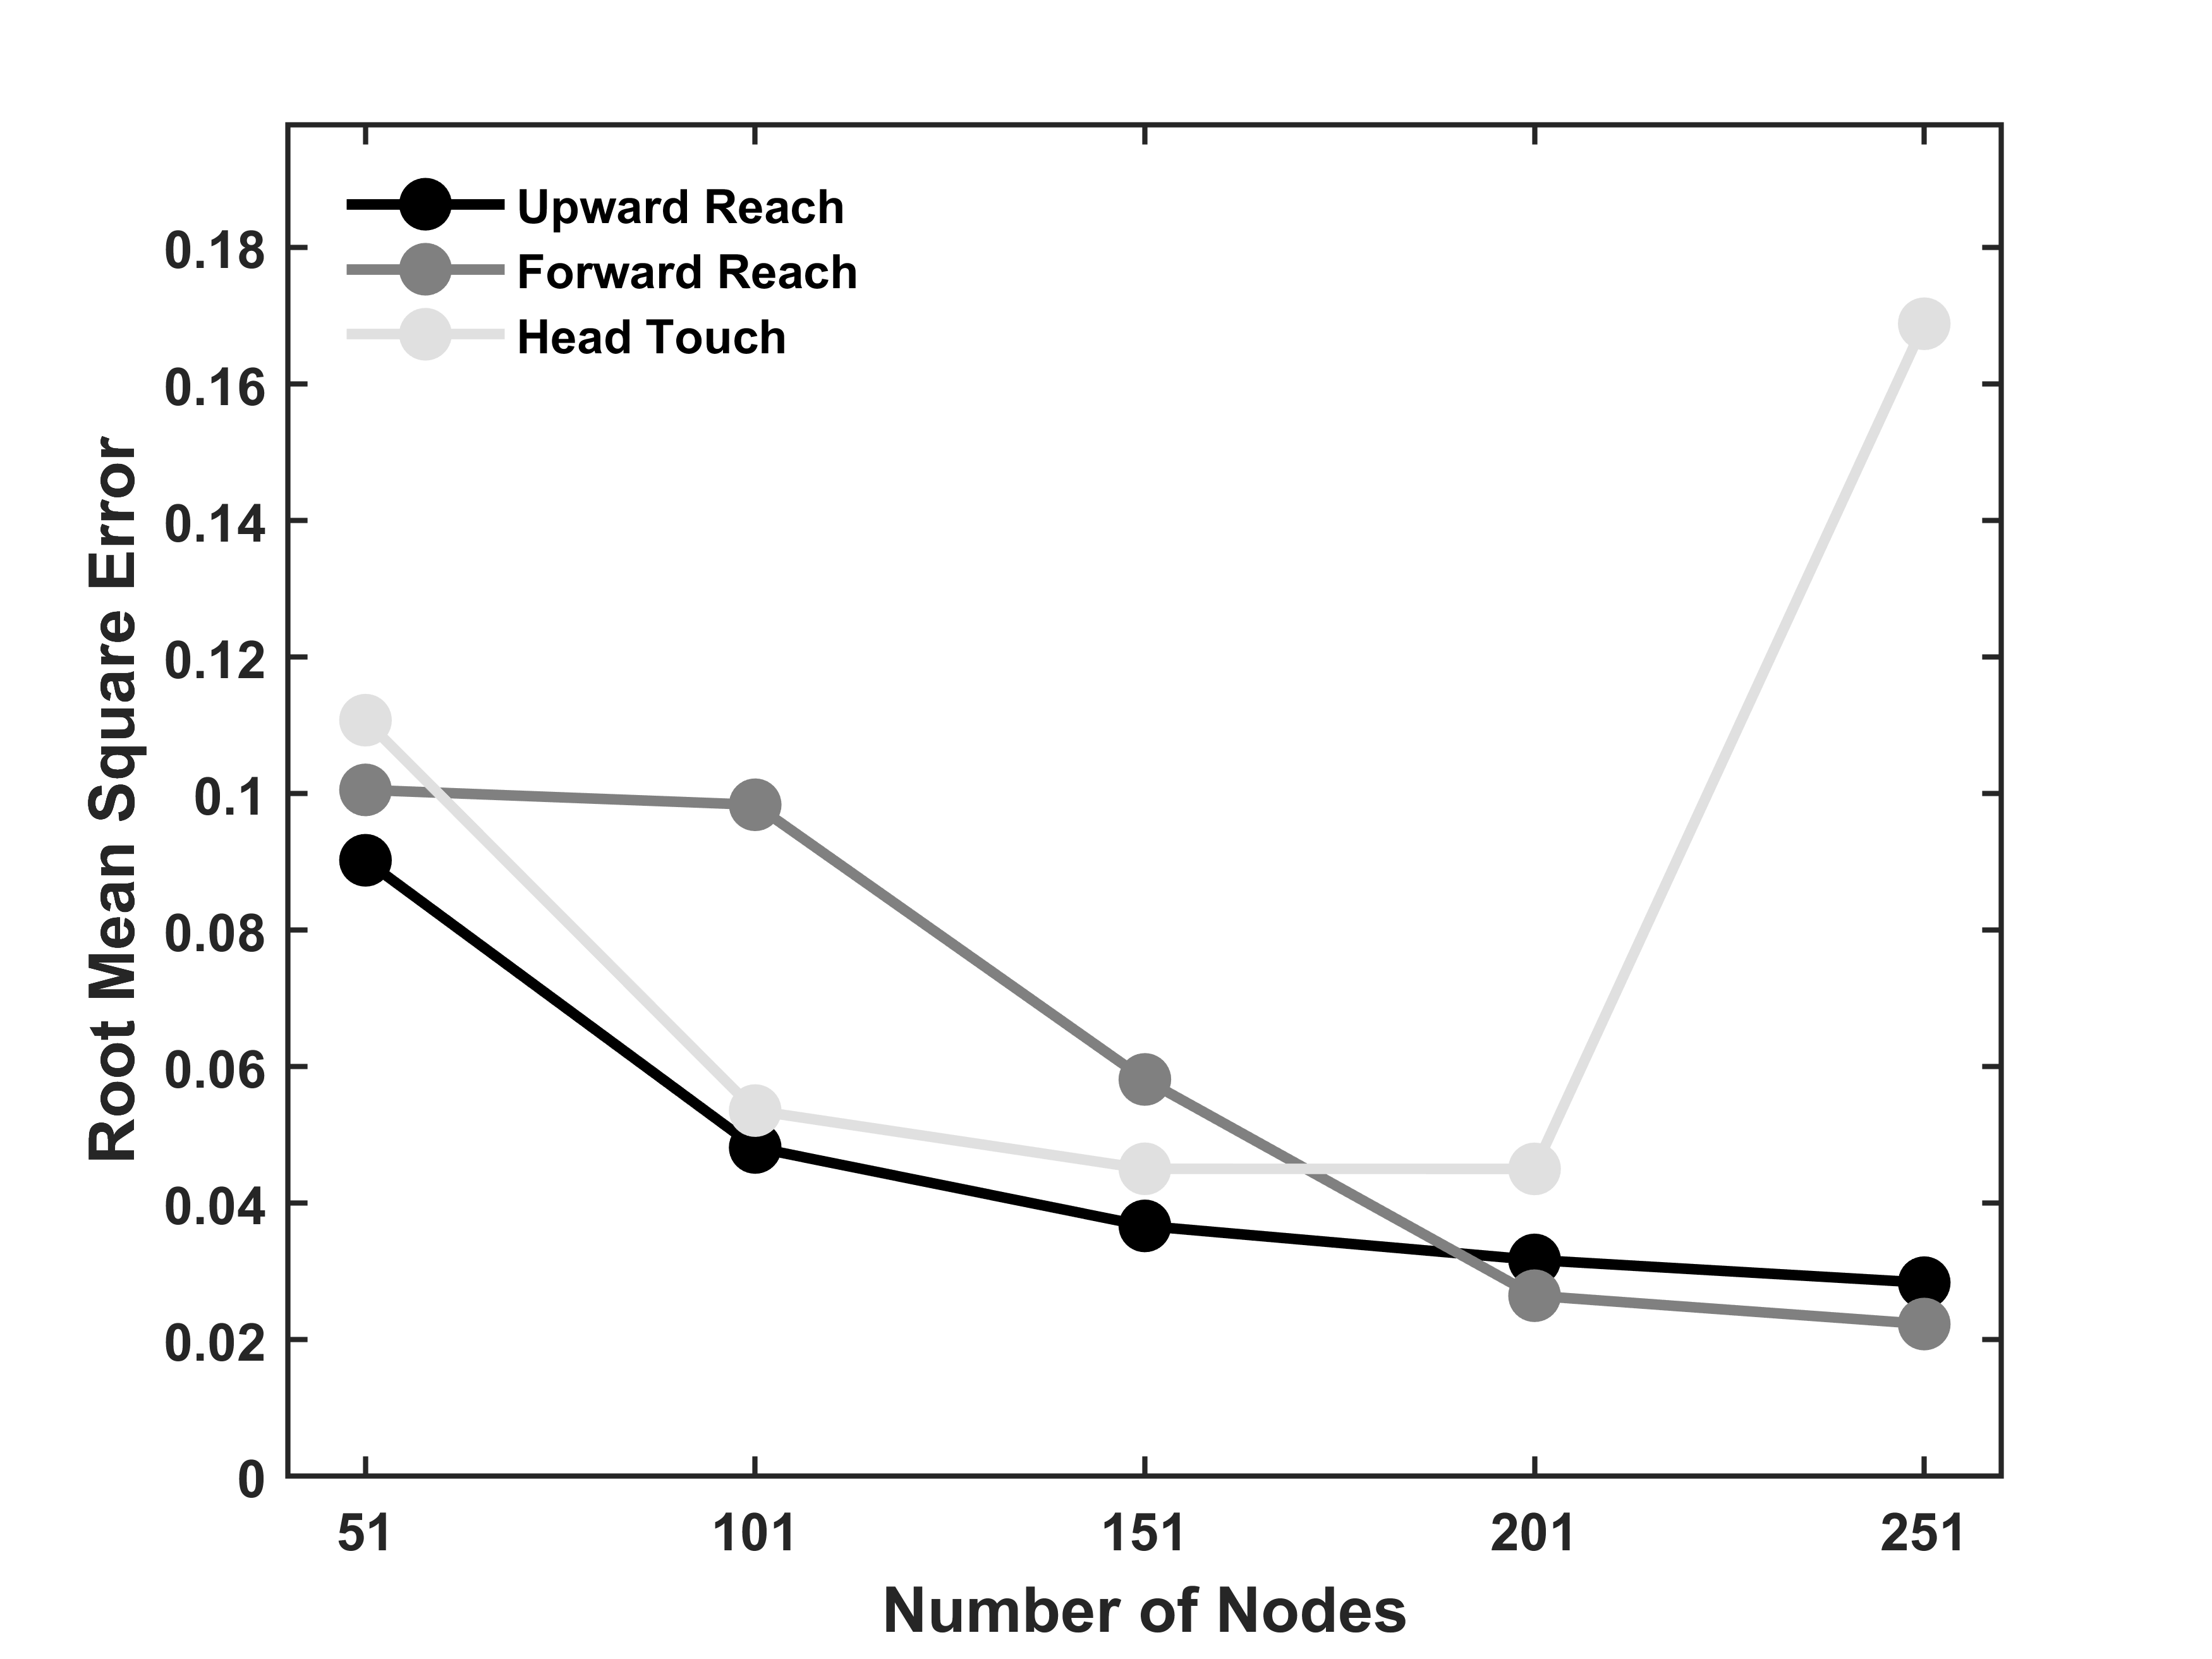 Upward Reach
Forward Reach
Head Touch
0.18
0.16
0.14
0.12
0.1
0.08
0.06
0.04
0.02
0
Root Mean Square Error
51 101 151 201 251
Number of Nodes